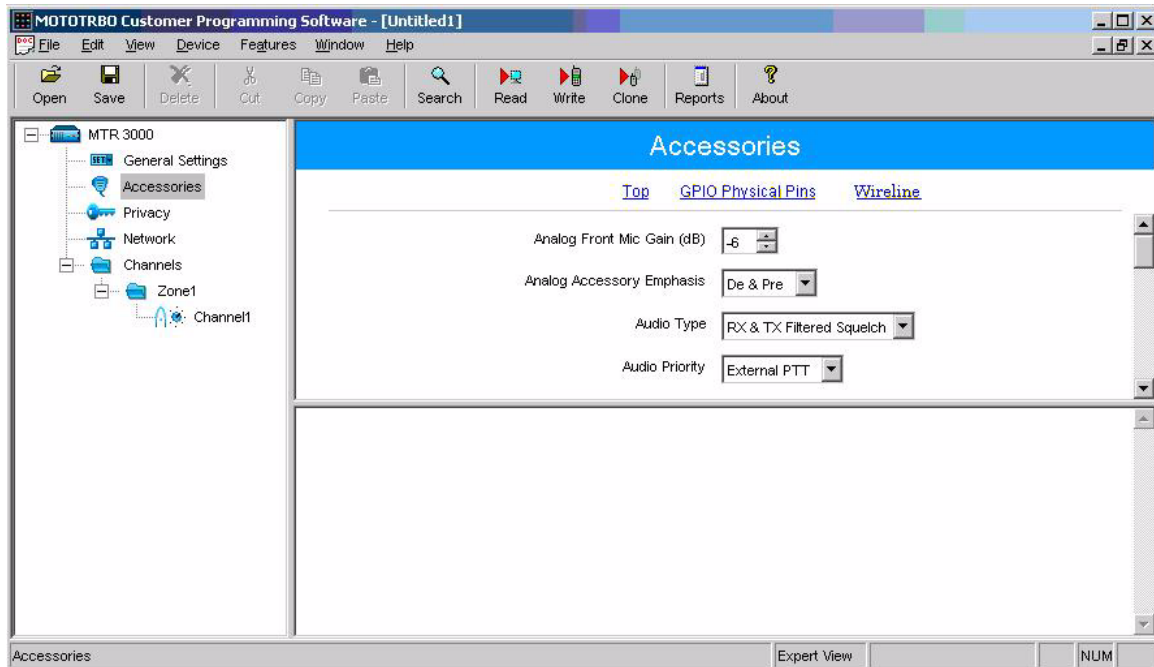 MOTOTRBO Customer Programming Software - [Untitled1]
File Edit View Device Features Window Help
Open Save Delete Cut Copy Paste Search Read Write Clone Reports About
MTR 3000
General Settings
Accessories
Privacy
Network
Channels
Zone1
Channel1
Accessories
Top GPIO Physical Pins Wireline
Analog Front Mic Gain (dB) -6
Analog Accessory Emphasis De & Pre
Audio Type RX & TX Filtered Squelch
Audio Priority External PTT
Accessories Expert View NUM